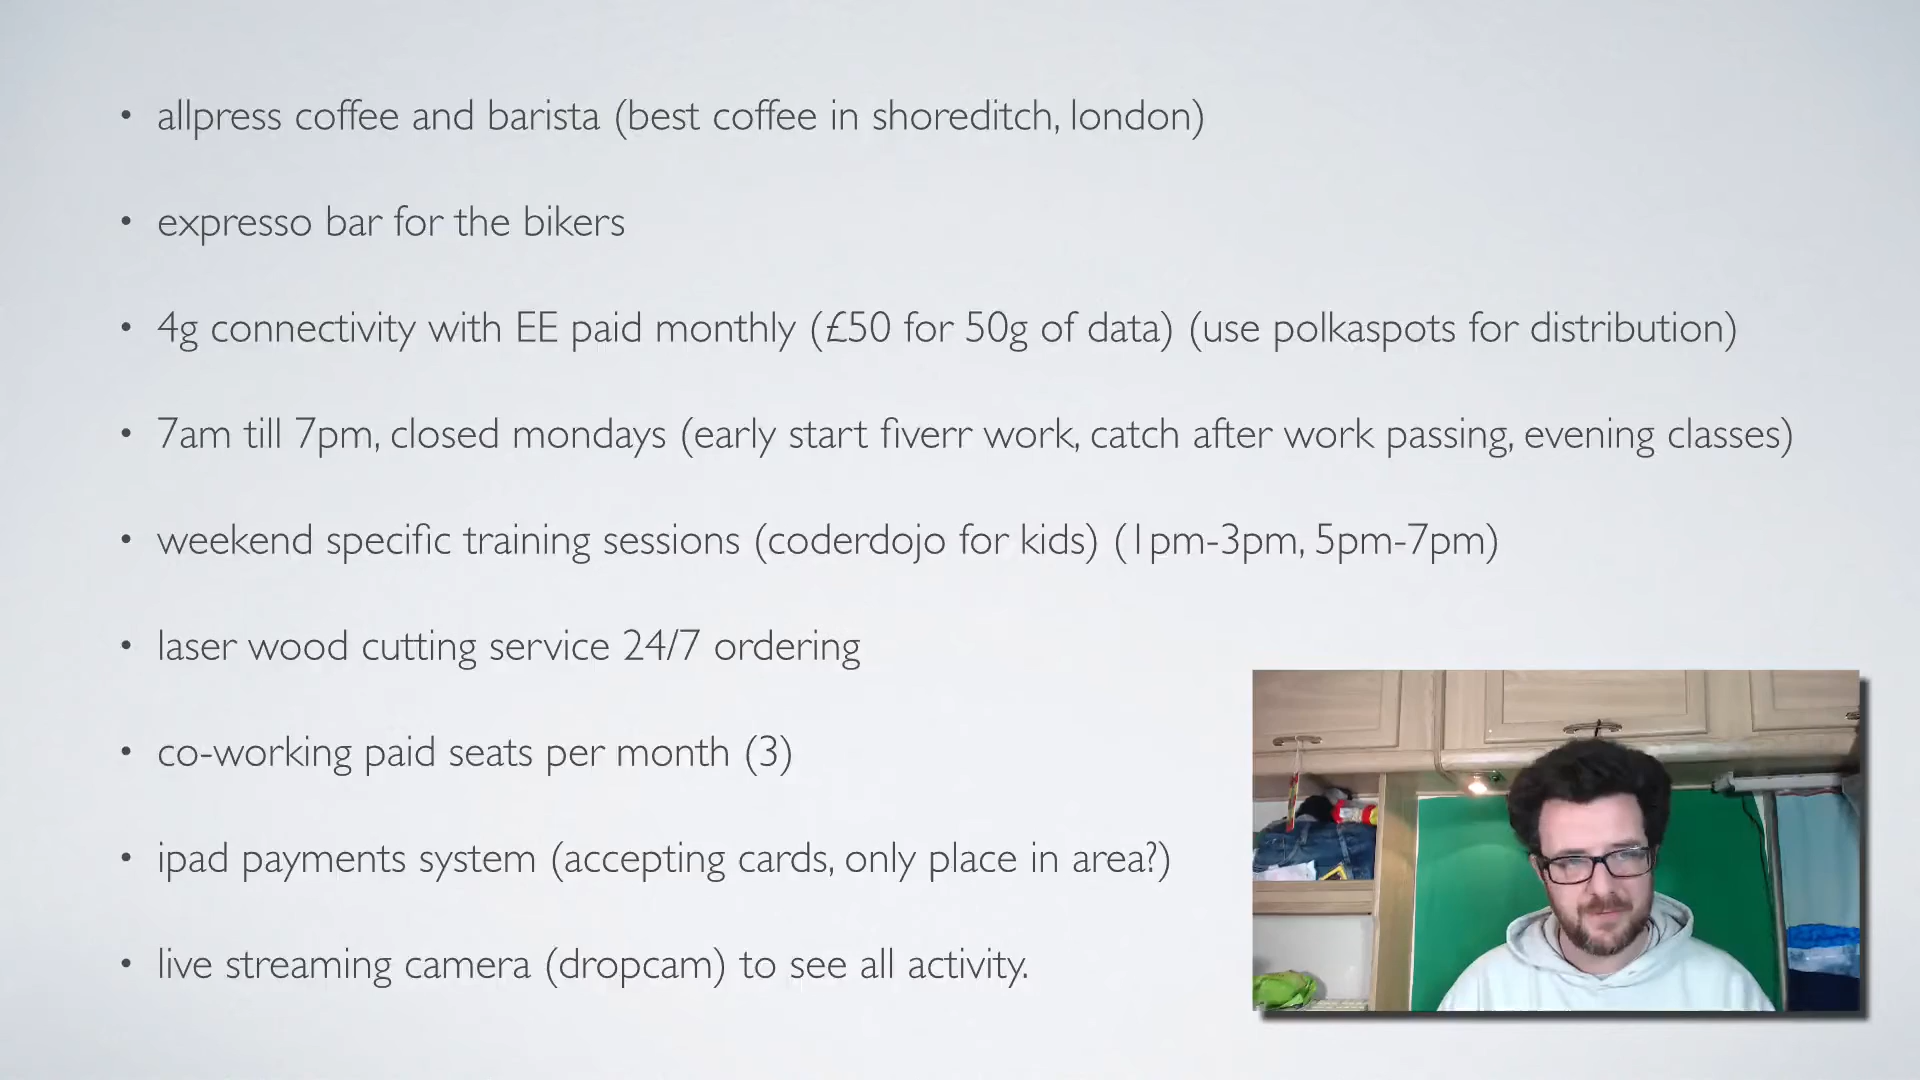 • allpress coffee and barista (best coffee in shoreditch, london)
• expresso bar for the bikers
• 4g connectivity with EE paid monthly (£50 for 50g of data) (use polkaspots for distribution)
• 7am till 7pm, closed mondays (early start fiverr work, catch after work passing, evening classes)
• weekend specific training sessions (coderdojo for kids) (1pm-3pm, 5pm-7pm)
• laser wood cutting service 24/7 ordering
• co-working paid seats per month (3)
• ipad payments system (accepting cards, only place in area?)
• live streaming camera (dropcam) to see all activity.